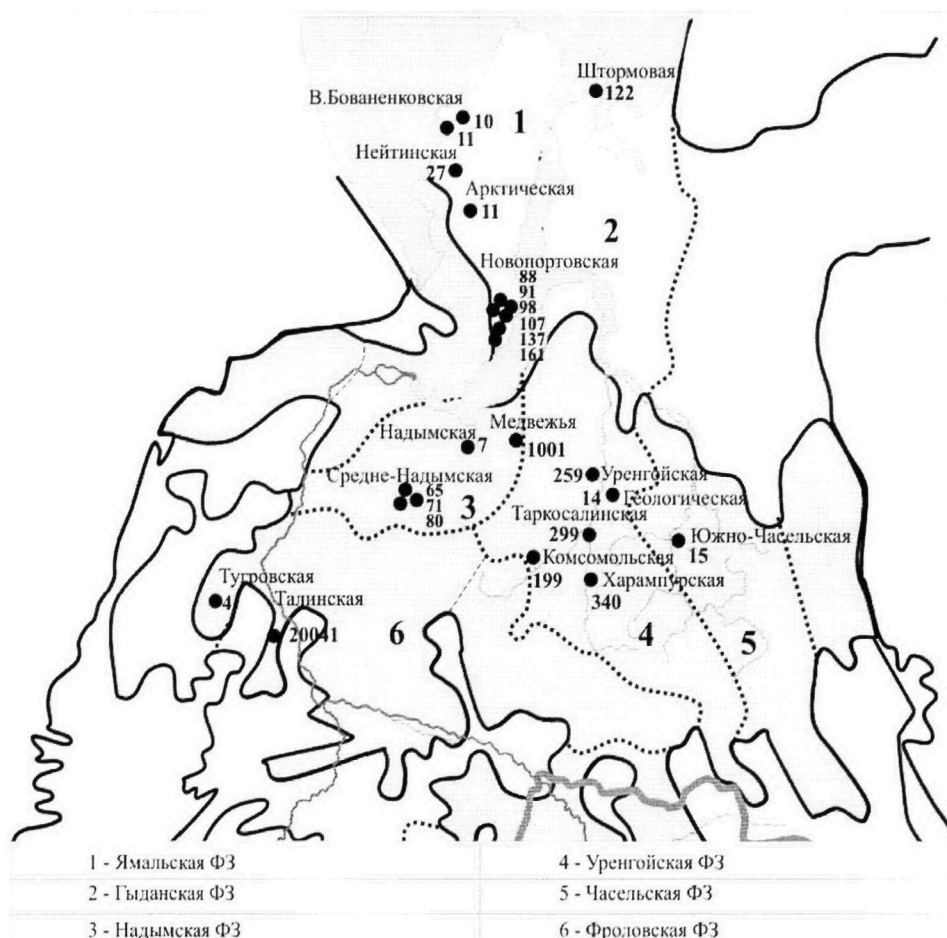 Штормовая
122
В.Бованенковская
10
11
1
Нейтинская
27
Арктическая
11
2
Новопортовская
88
91
98
107
137
161
Медвежья
1001
Надымская
7
Средне-Надымская
65
71
80
3
259 Уренгойская
14 Геологическая
Таркосалинская
299
Южно-Часельская
15
Комсомольская
199
Харампурская
340
Тугровская
4
Талинская
20041
6
4
5
1 - Ямальская ФЗ
2 - Гыданская ФЗ
3 - Надымская ФЗ
4 - Уренгойская ФЗ
5 - Часельская ФЗ
6 - Фроловская ФЗ